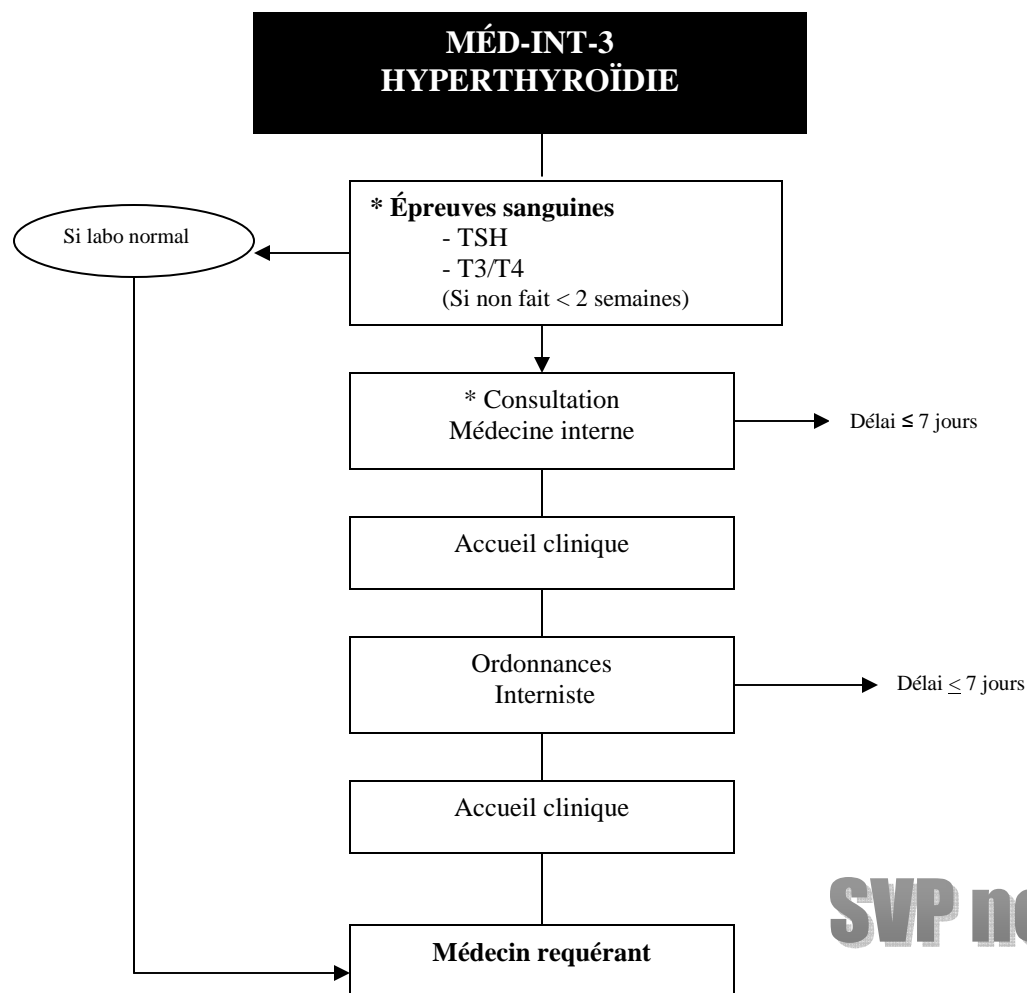 MÉD-INT-3
HYPERTHYROÏDIE
* Épreuves sanguines
- TSH
- T3/T4
(Si non fait < 2 semaines)
Si labo normal
* Consultation
Médecine interne
Délai ≤ 7 jours
Accueil clinique
Ordonnances
Interniste
Délai ≤ 7 jours
Accueil clinique
SVP
Médecin requérant